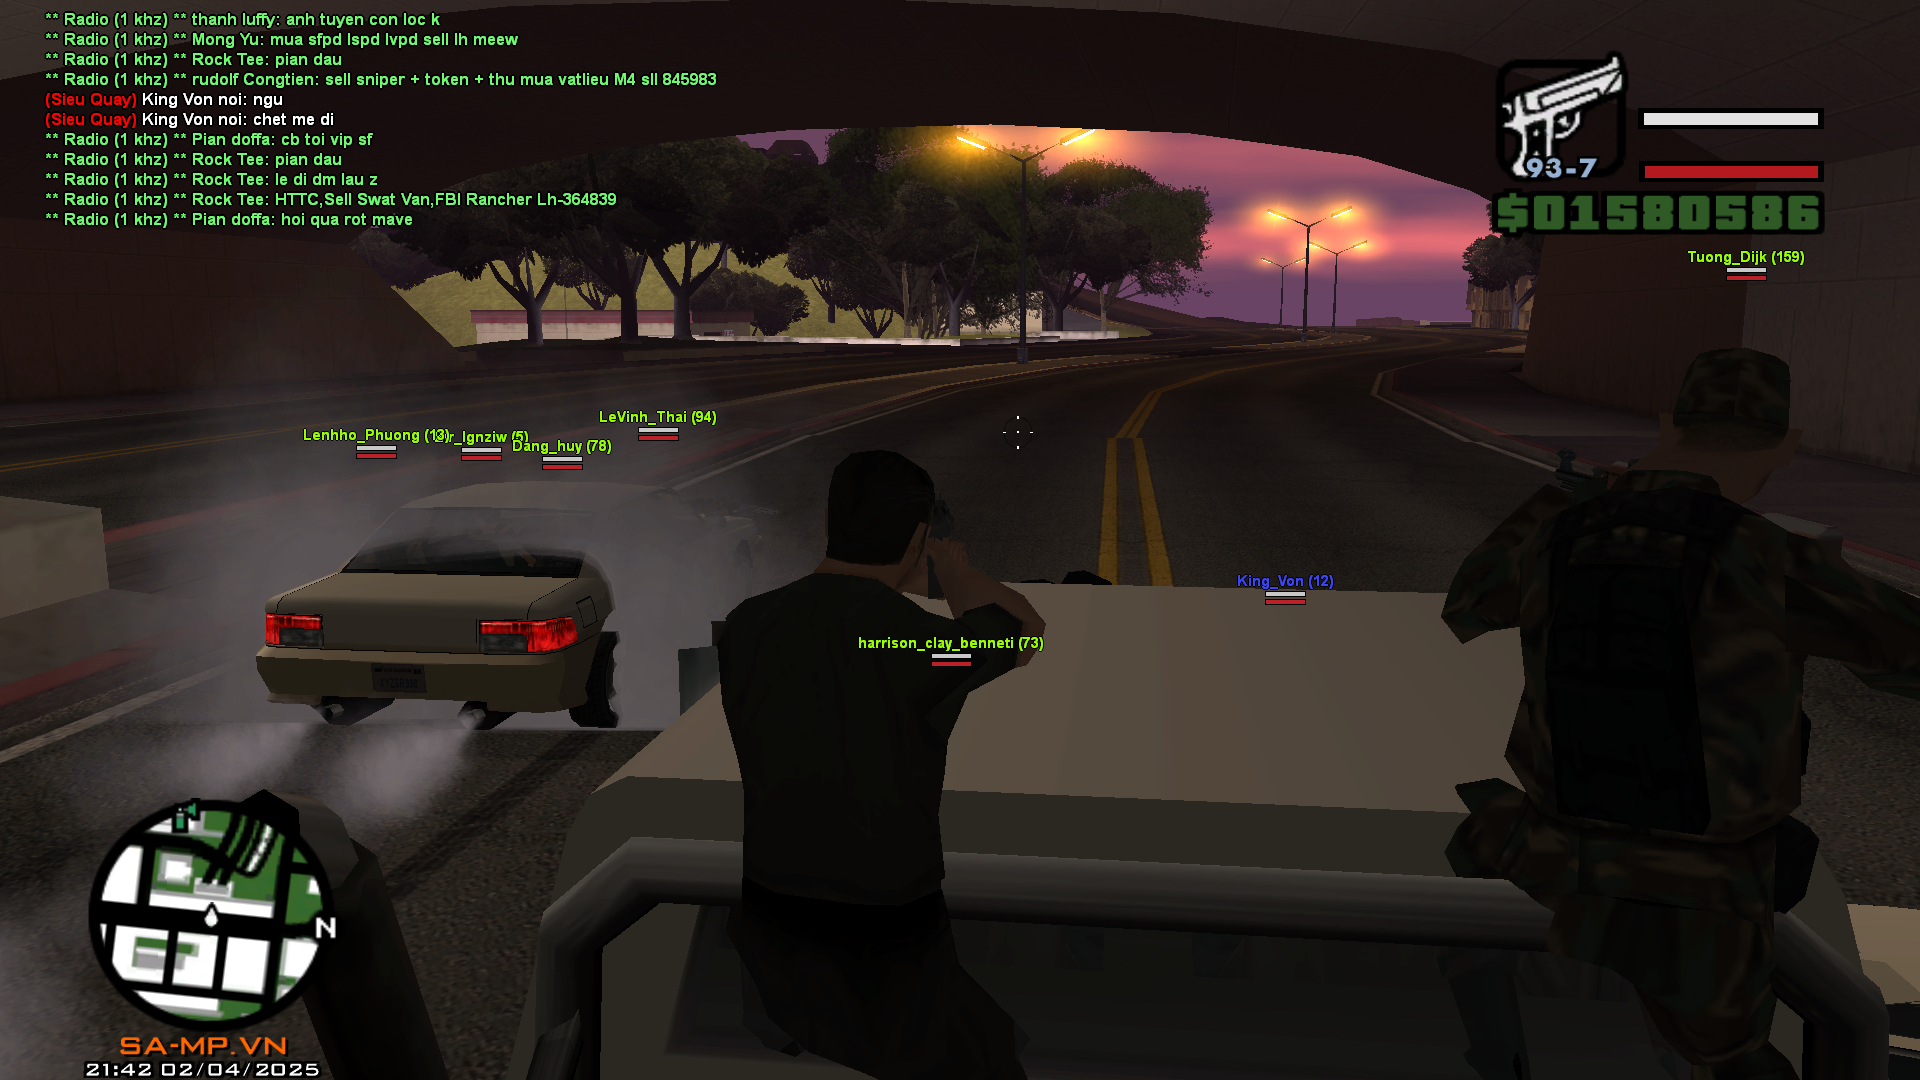 ** Radio (1 khz) ** thanh luffy: anh tuyen con loc k
** Radio (1 khz) ** Mong Yu: mua sfpd lspd lvpd sell lh meew
** Radio (1 khz) ** Rock Tee: pian dau
** Radio (1 khz) ** rudolf Congtien: sell sniper + token + thu mua vatlieu M4 sll 845983
(Sieu Quay) King Von noi: ngu
(Sieu Quay) King Von noi: chet me di
** Radio (1 khz) ** Pian doffa: cb toi vip sf
** Radio (1 khz) ** Rock Tee: pian dau
** Radio (1 khz) ** Rock Tee: le di dm lau z
** Radio (1 khz) ** Rock Tee: HTTC,Sell Swat Van,FBI Rancher Lh-364839
** Radio (1 khz) ** Pian doffa: hoi qua rot mave
93-7
$01580586
Tuong_Dijk (159)
LeVinh_Thai (94)
Lenhho_Phuong (13)
r_Ignziw (5)
Dang_huy (78)
King_Von (12)
harrison_clay_benneti (73)
N
SA-MP.VN
21:42 02/04/2025